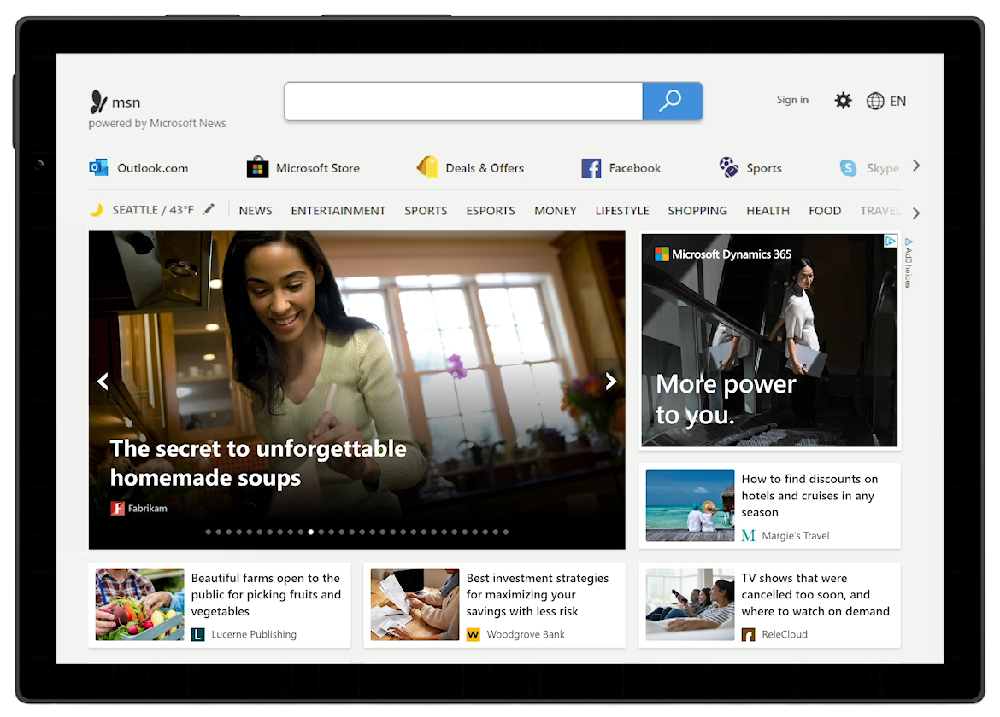 msn
powered by Microsoft News
Sign in
EN
Outlook.com
Microsoft Store
Deals & Offers
Facebook
Sports
Skype
SEATTLE / 43°F
NEWS
ENTERTAINMENT
SPORTS
ESPORTS
MONEY
LIFESTYLE
SHOPPING
HEALTH
FOOD
TRAVEL
The secret to unforgettable
homemade soups
Fabrikam
Microsoft Dynamics 365
More power
to you.
AdChoices
How to find discounts on
hotels and cruises in any
season
Margie's Travel
Beautiful farms open to the
public for picking fruits and
vegetables
Lucerne Publishing
Best investment strategies
for maximizing your
savings with less risk
Woodgrove Bank
TV shows that were
cancelled too soon, and
where to watch on demand
ReleCloud